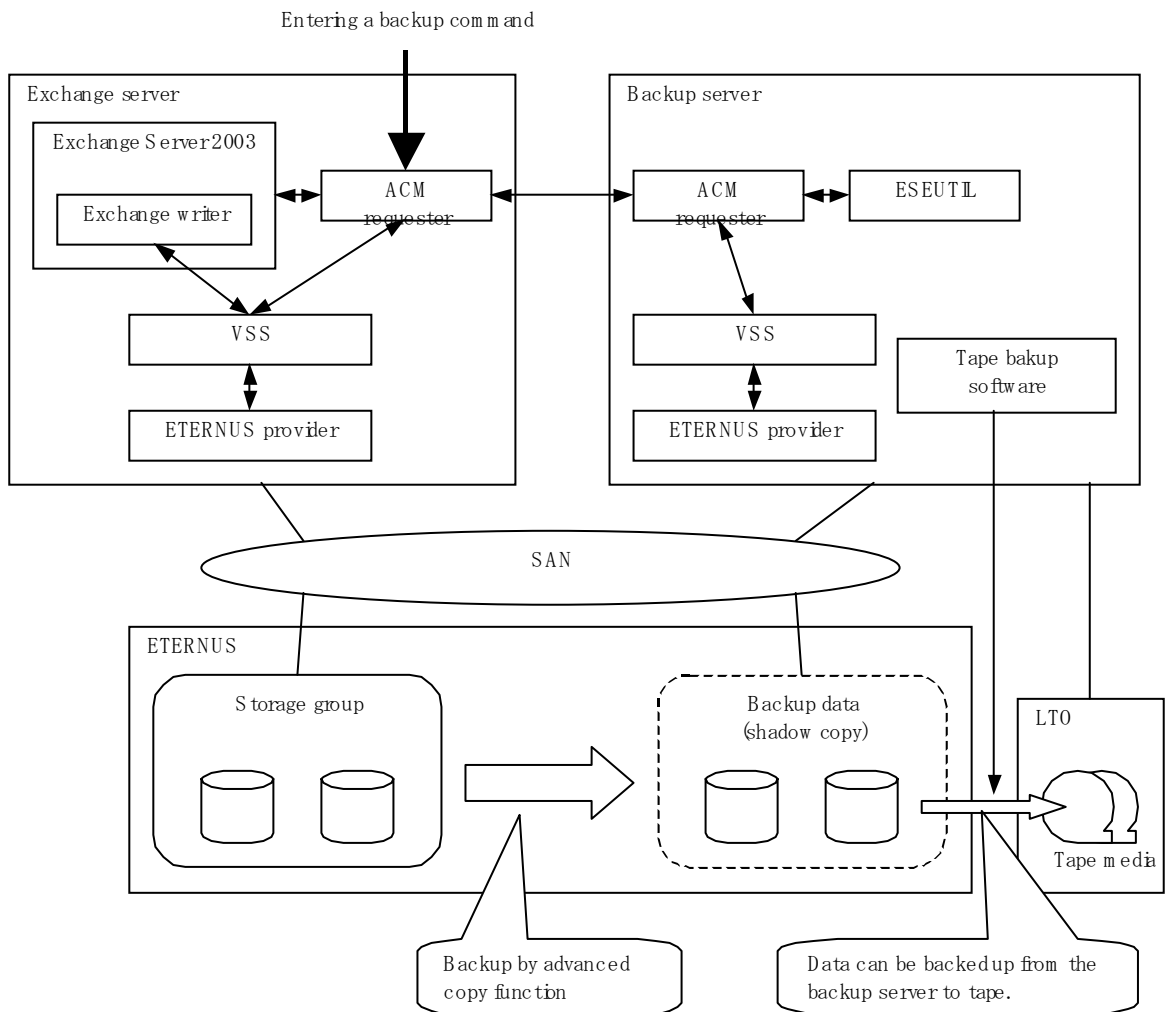 Entering a backup command
Exchange server
Exchange Server 2003
Exchange writer
ACM
requester
VSS
ETERNUS provider
Backup server
ACM
requester
ESEUTIL
VSS
ETERNUS provider
Tape bakup
software
SAN
ETERNUS
Storage group
Backup data
(shadow copy)
LTO
Tape media
Backup by advanced
copy function
Data can be backed up from the
backup server to tape.